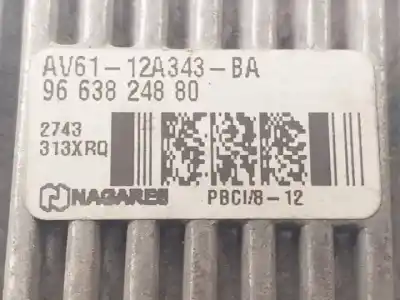 AV61-12A343-BA
96 638 248 80
2743
313XRQ
NAGARES
PBCI/8-12